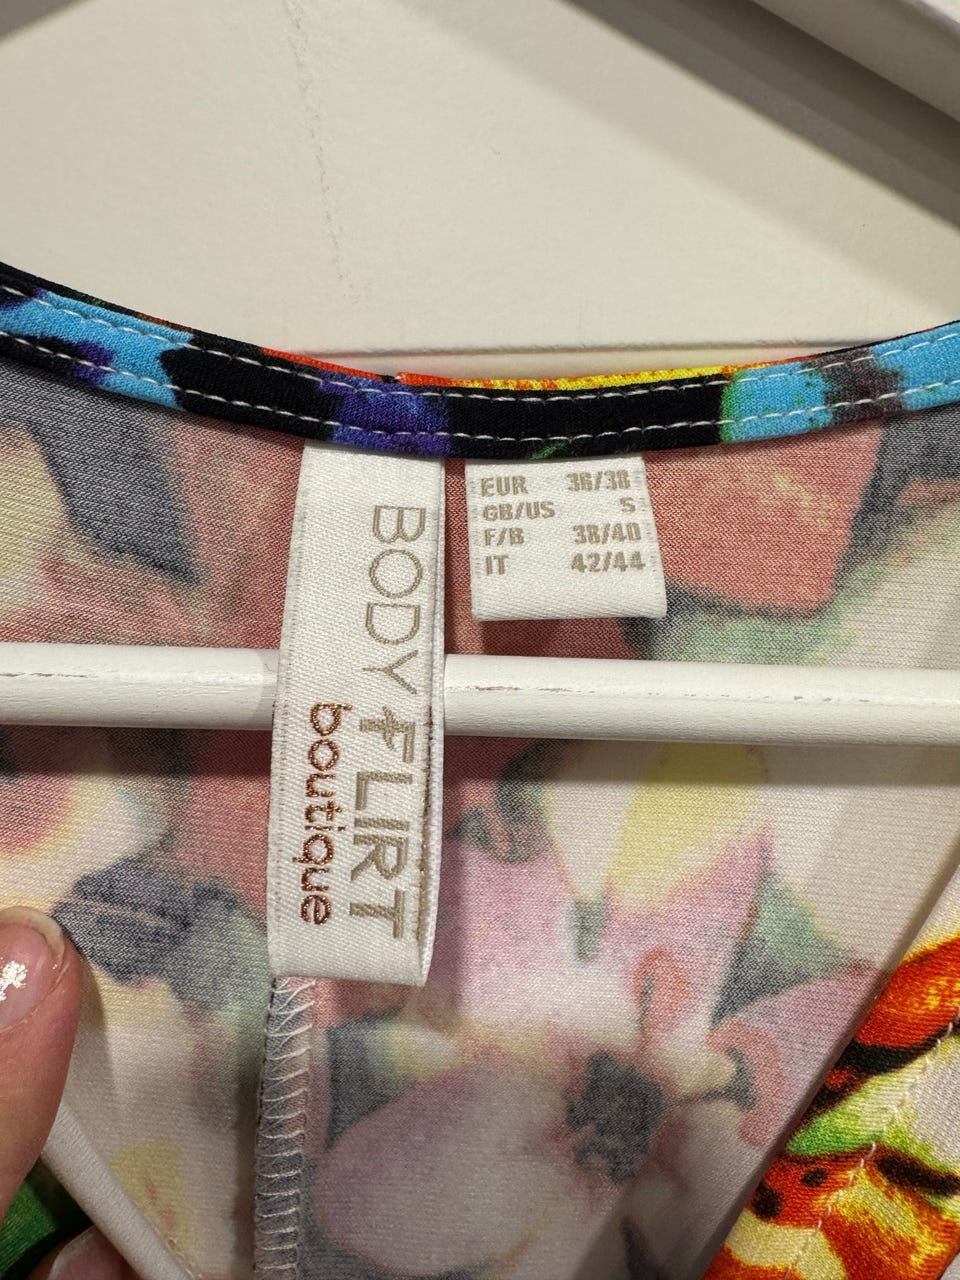 BODY FLIRT
boutique
EUR 36/38
GB/US S
F/B 38/40
IT 42/44